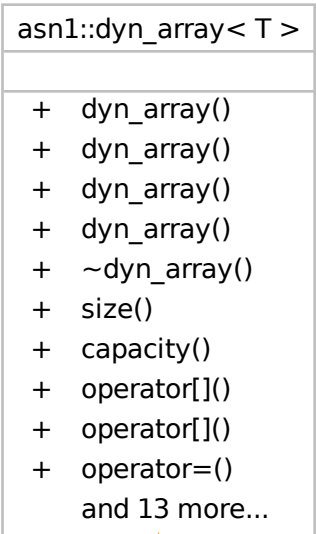 asn1::dyn_array< T >
+ dyn_array()
+ dyn_array()
+ dyn_array()
+ dyn_array()
+ ~dyn_array()
+ size()
+ capacity()
+ operator[]()
+ operator[]()
+ operator=()
and 13 more...